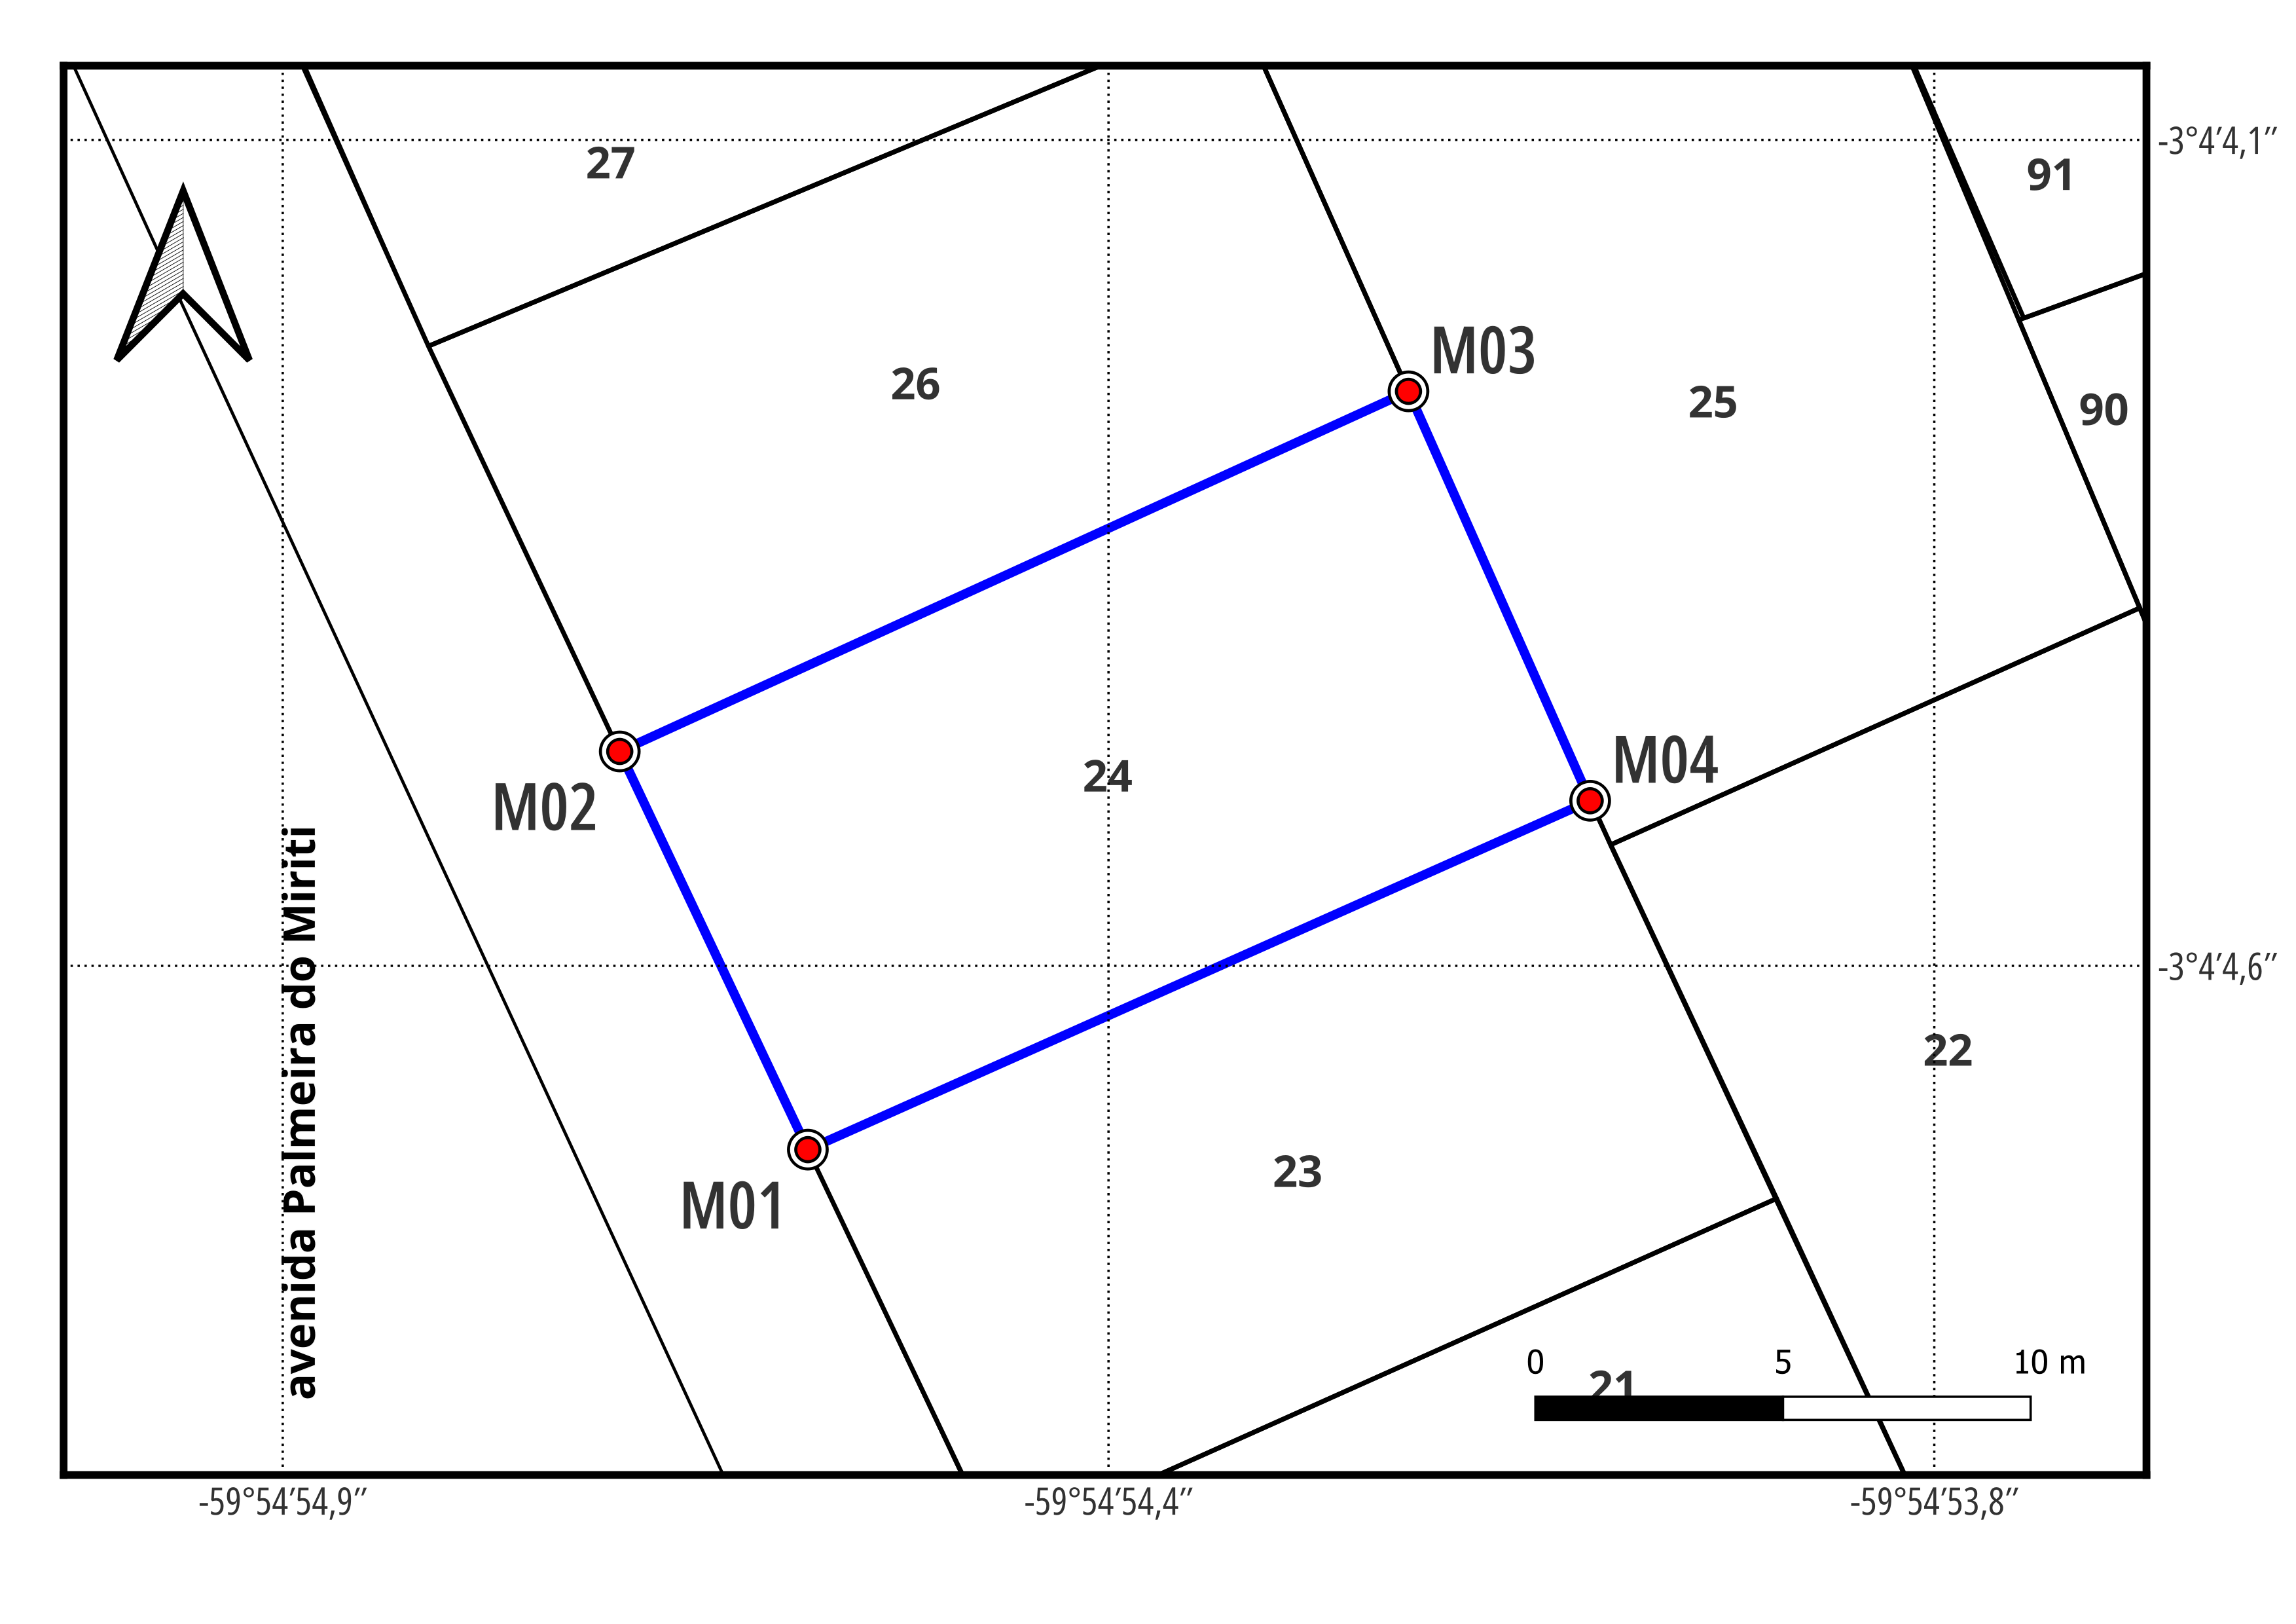 -3°4′4,1″
27
91
M03
26
25
90
M04
24
M02
avenida Palmeira do Miriti
-3°4′4,6″
22
23
M01
0 5 10 m
21
-59°54′54,9″ -59°54′54,4″ -59°54′53,8″